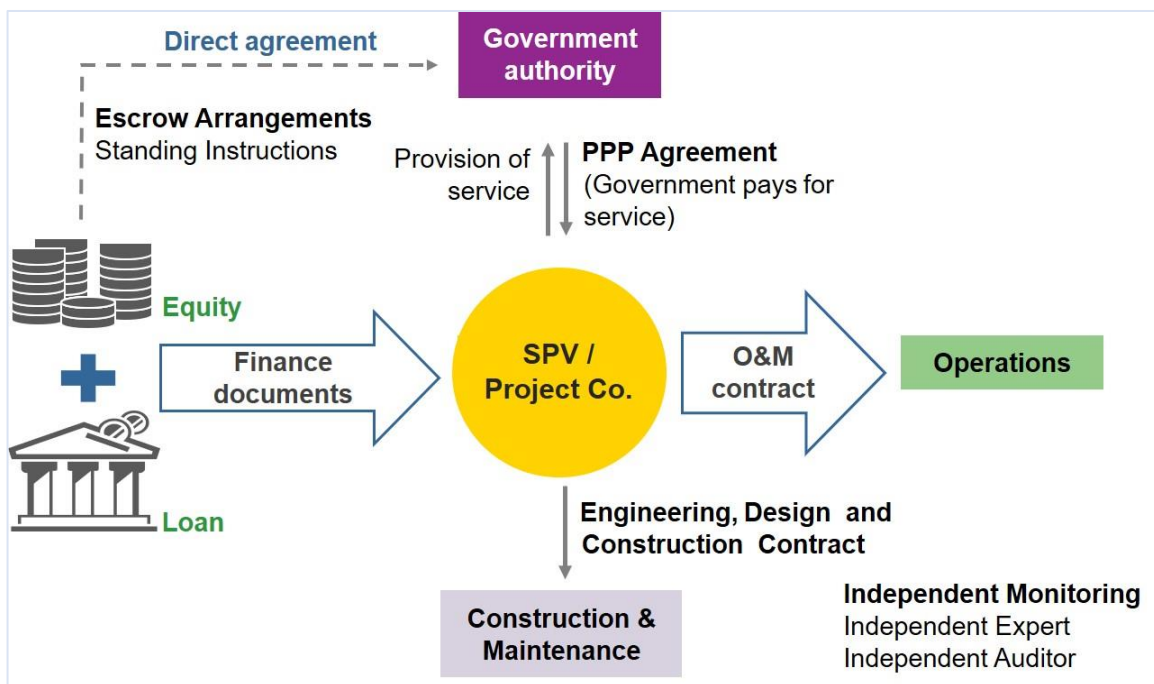 Direct agreement
Government
authority
Escrow Arrangements
Standing Instructions
Provision of
service
PPP Agreement
(Government pays for
service)
Equity
Finance
documents
SPV /
Project Co.
O&M
contract
Operations
Loan
Engineering, Design and
Construction Contract
Construction &
Maintenance
Independent Monitoring
Independent Expert
Independent Auditor